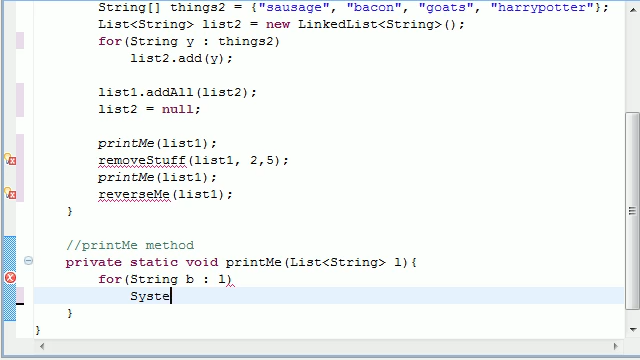 String[] things2 = {"sausage", "bacon", "goats", "harrypotter"};
List<String> list2 = new LinkedList<String>();
for(String y : things2)
list2.add(y);
list1.addAll(list2);
list2 = null;
printMe(list1);
removeStuff(list1, 2,5);
printMe(list1);
reverseMe(list1);
}
//printMe method
private static void printMe(List<String> l){
for(String b : l)
Syste
}
}